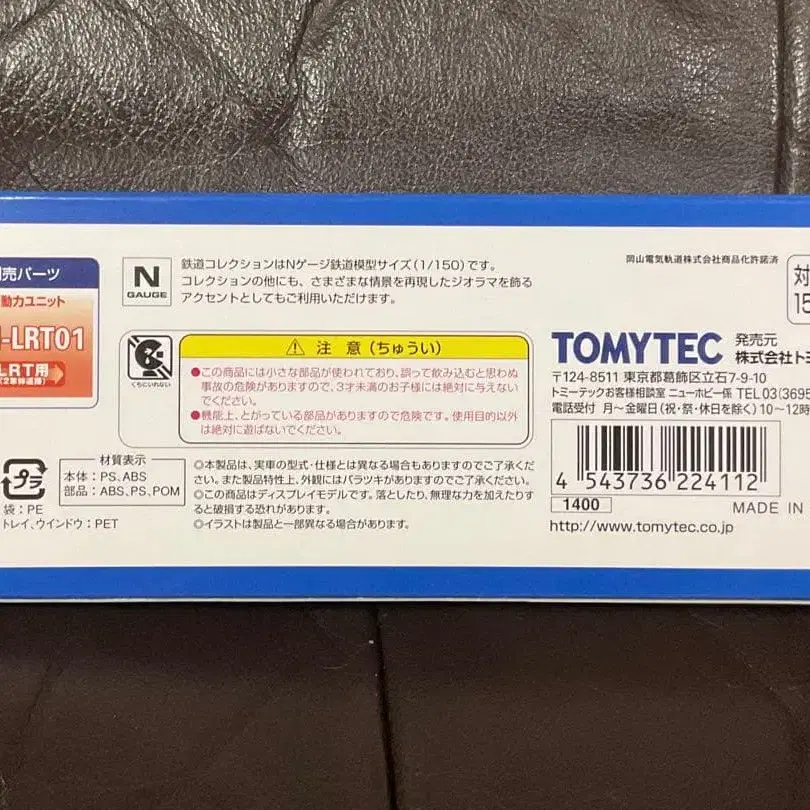 売パーツ
動力ユニット
-LRT01
LRT用
N
GAUGE
鉄道コレクションはNゲージ鉄道模型サイズ(1/150)です。
コレクションの他にも、さまざまな情景を再現したジオラマを飾る
アクセントとしてもご利用いただけます。
くちにいれない
⚠ 注 意(ちゅうい)
●この商品には小さな部品が使われており、誤って飲み込むと思わぬ
事故の危険がありますので、3才未満のお子様には絶対に与えない
でください。
●機能上、とがっている部品がありますので危険です。使用目的以外
は絶対に遊ばないでください。
プラ
袋:PE
トレイ、ウインドウ:PET
材質表示
本体:PS、ABS
部品:ABS、PS、POM
◎本製品は、実車の型式・仕様とは異なる場合もありますのでご了承くだ
さい。また製品特性上、外観にはバラツキがありますのでご了承ください。
◎この商品はディスプレイモデルです。落としたり、無理な力を加えたりす
ると破損する恐れがあります。
◎イラストは製品と一部異なる場合があります。
岡山電気軌道株式会社商品化許諾済
対
15
TOMYTEC 発売元
株式会社ト
〒124-8511 東京都葛飾区立石7-9-10
トミーテックお客様相談室 ニューホビー係 TEL 03(3695
電話受付 月〜金曜日(祝・祭・休日を除く)10〜12時
4 543736 224112
1400
MADE IN
http://www.tomytec.co.jp